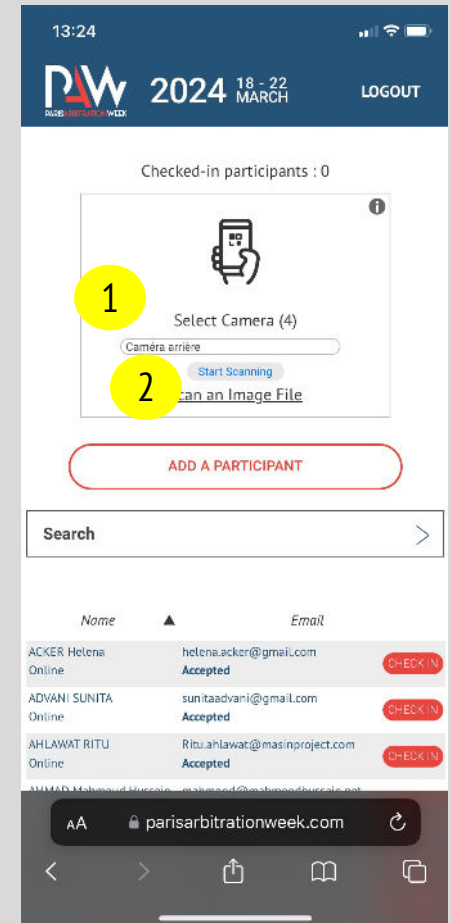 13:24
PAW
PARISARBITRATIONWEEK
2024 18 - 22 MARCH
LOGOUT
Checked-in participants : 0
1
Select Camera (4)
Caméra arrière
2
Start Scanning
can an Image File
ADD A PARTICIPANT
Search
Name ▲ Email
ACKER Helena helena.acker@gmail.com
Online Accepted
CHECK IN
ADVANI SUNITA sunitaadvani@gmail.com
Online Accepted
CHECK IN
AHLAWAT RITU Ritu.ahlawat@masinproject.com
Online Accepted
CHECK IN
AHMAD Mahmoud Hussein
AA parisarbitrationweek.com